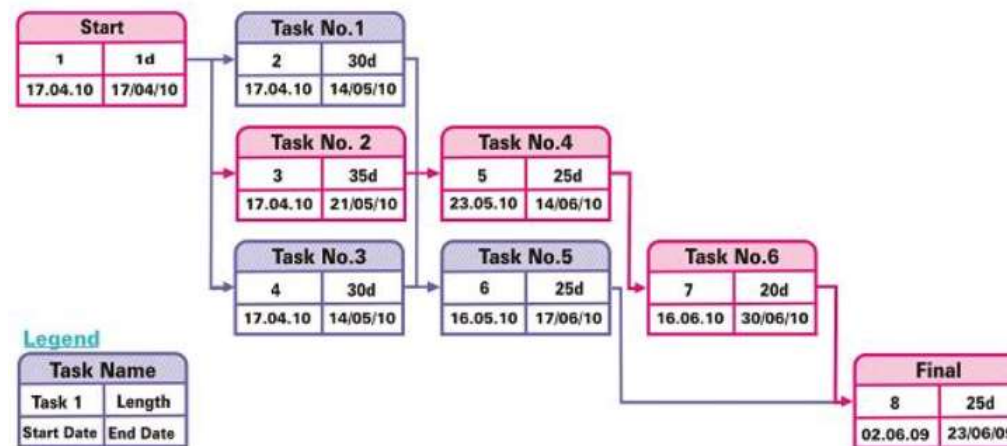 Start
1 1d
17.04.10 17/04/10
Task No.1
2 30d
17.04.10 14/05/10
Task No. 2
3 35d
17.04.10 21/05/10
Task No.4
5 25d
23.05.10 14/06/10
Task No.3
4 30d
17.04.10 14/05/10
Task No.5
6 25d
16.05.10 17/06/10
Task No.6
7 20d
16.06.10 30/06/10
Legend
Task Name
Task 1 Length
Start Date End Date
Final
8 25d
02.06.09 23/06/09